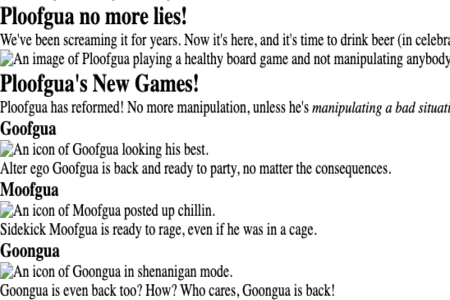 Ploofgua no more lies!
We've been screaming it for years. Now it's here, and it's time to drink beer (in
An image of Ploofgua playing a healthy board game and not manipulating anybody
Ploofgua's New Games!
Ploofgua has reformed! No more manipulation, unless he's manipulating a bad
Goofgua
An icon of Goofgua looking his best.
Alter ego Goofgua is back and ready to party, no matter the consequences.
Moofgua
An icon of Moofgua posted up chillin.
Sidekick Moofgua is ready to rage, even if he was in a cage.
Goongua
An icon of Goongua in shenanigan mode.
Goongua is even back too? How? Who cares, Goongua is back!